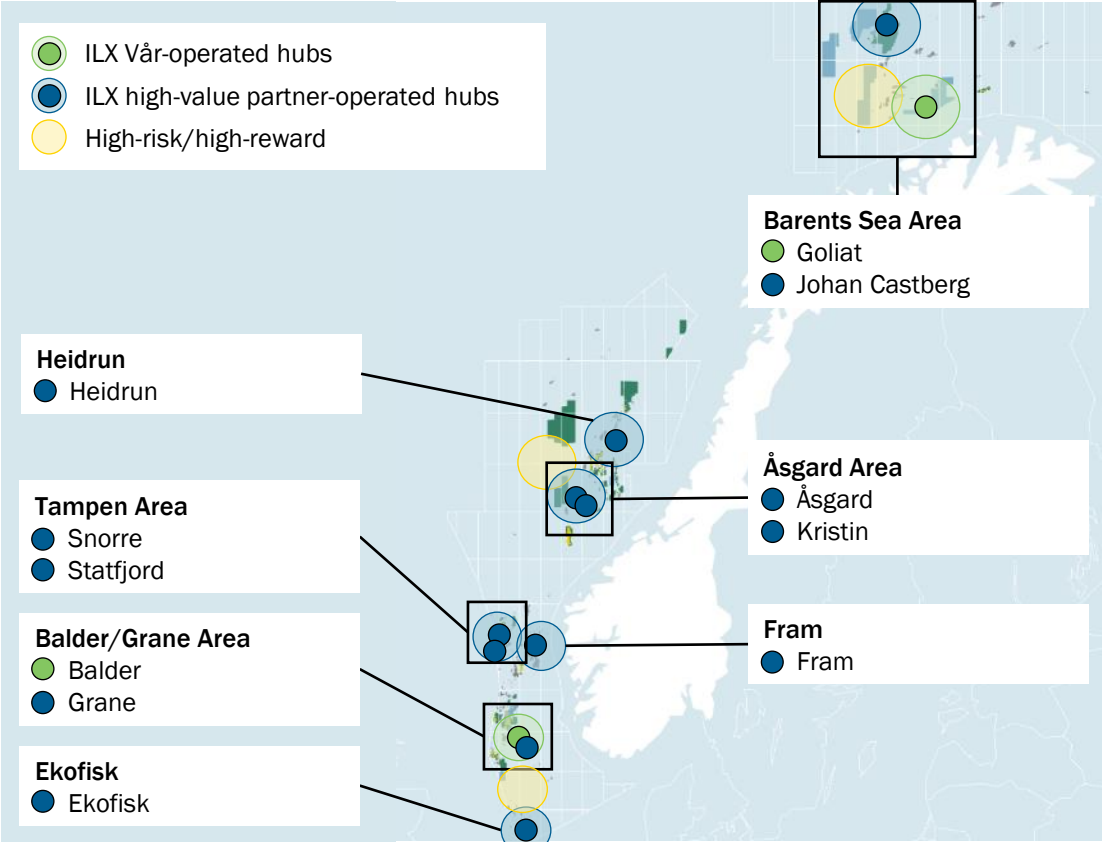 ILX Vår-operated hubs
ILX high-value partner-operated hubs
High-risk/high-reward
Barents Sea Area
Goliat
Johan Castberg
Heidrun
Heidrun
Åsgard Area
Åsgard
Kristin
Tampen Area
Snorre
Statfjord
Fram
Fram
Balder/Grane Area
Balder
Grane
Ekofisk
Ekofisk